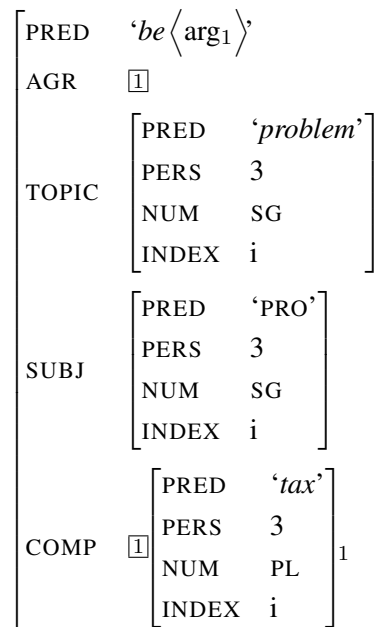 PRED ‘be⟨arg₁⟩’
AGR 1
TOPIC
PRED ‘problem’
PERS 3
NUM SG
INDEX i
SUBJ
PRED ‘PRO’
PERS 3
NUM SG
INDEX i
COMP 1
PRED ‘tax’
PERS 3
NUM PL
INDEX i
1